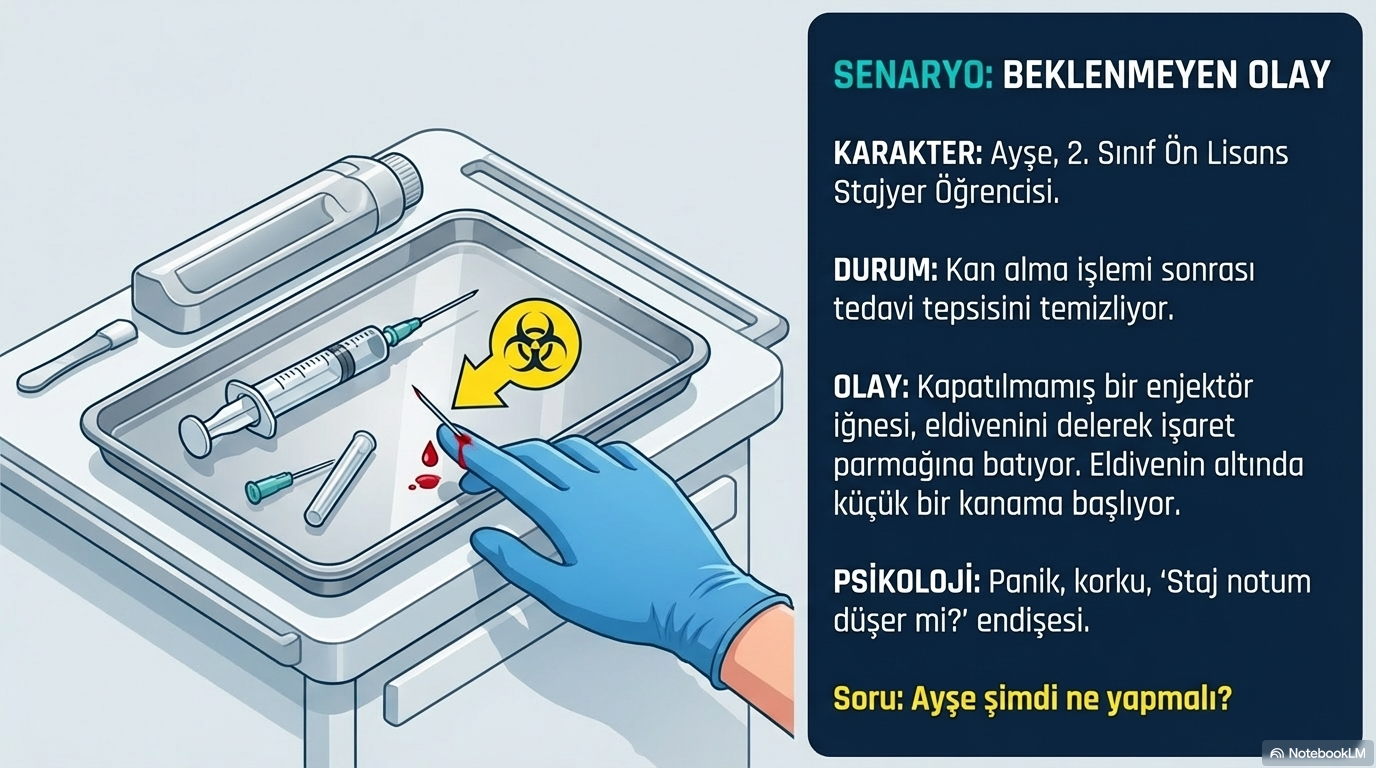 SENARYO: BEKLENMEYEN OLAY
KARAKTER: Ayşe, 2. Sınıf Ön Lisans
Stajyer Öğrencisi.
DURUM: Kan alma işlemi sonrası
tedavi tepsisini temizliyor.
OLAY: Kapatılmamış bir enjektör
iğnesi, eldivenini delerek işaret
parmağına batıyor. Eldivenin altında
küçük bir kanama başlıyor.
PSİKOLOJİ: Panik, korku, ‘Staj notum
düşer mi?’ endişesi.
Soru: Ayşe şimdi ne yapmalı?
NotebookLM